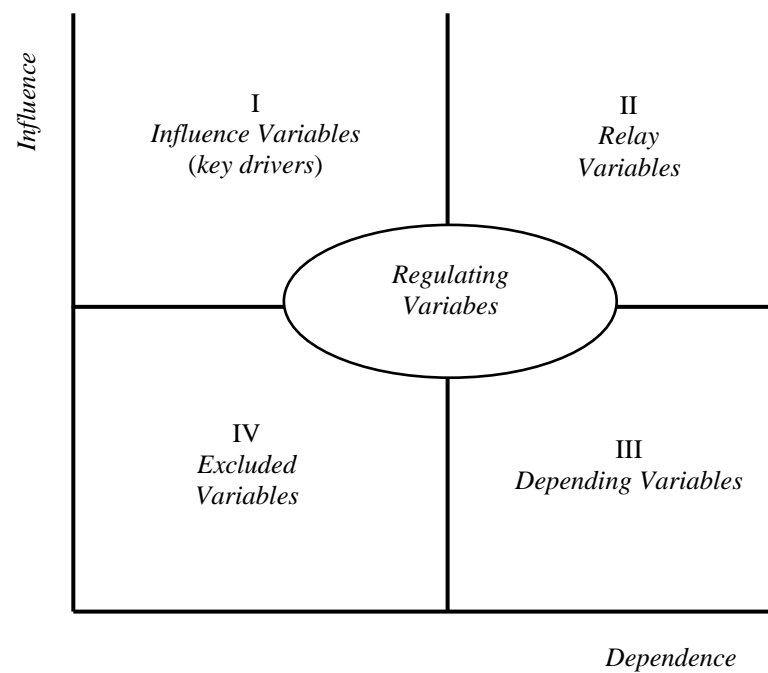 Influence
I
Influence Variables
(key drivers)
II
Relay
Variables
Regulating
Variabes
IV
Excluded
Variables
III
Depending Variables
Dependence